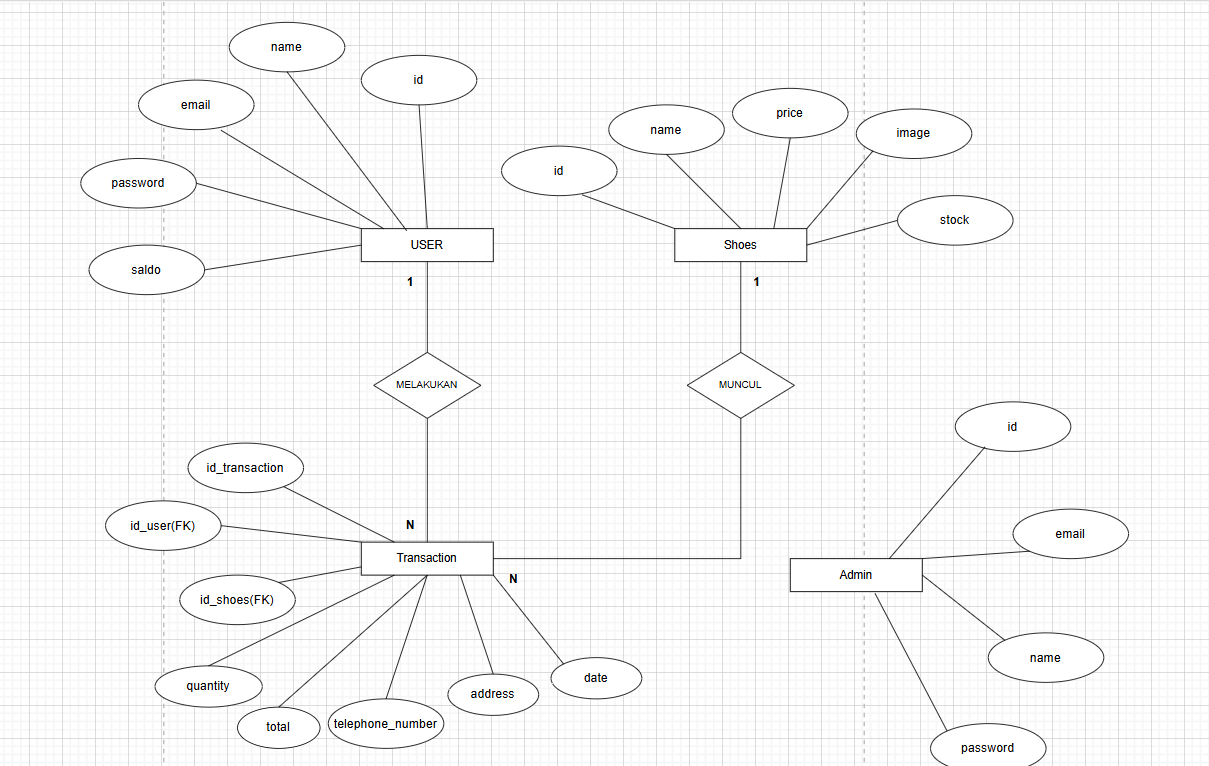 name
id
email
password
saldo
USER
1
MELAKUKAN
N
id
name
price
image
stock
Shoes
1
MUNCUL
id_transaction
id_user(FK)
id_shoes(FK)
Transaction
N
quantity
total
telephone_number
address
date
id
email
Admin
name
password